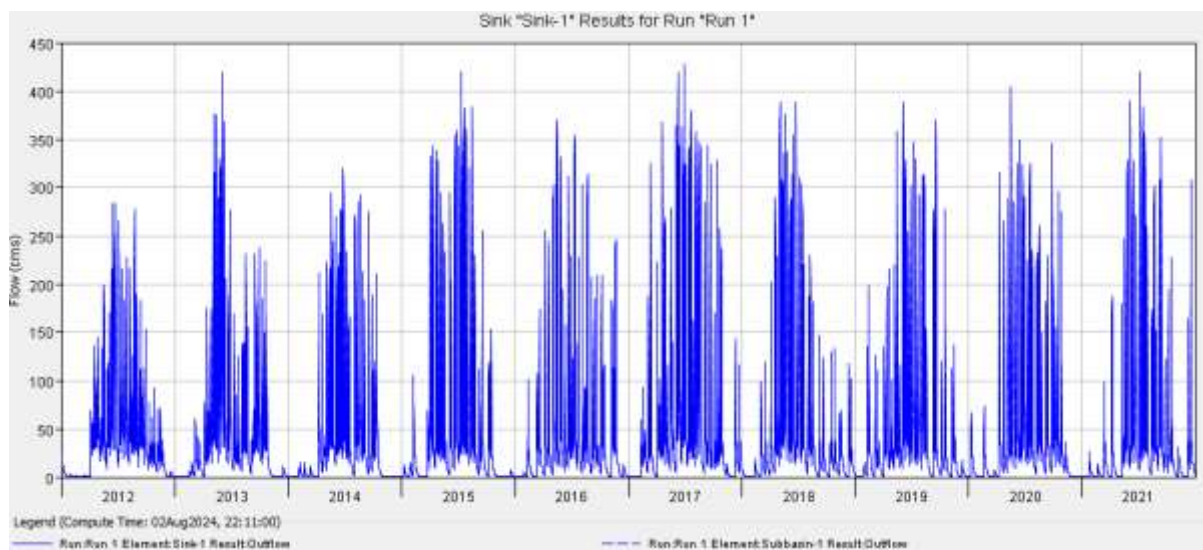 Sink "Sink-1" Results for Run "Run 1"
450
400
350
300
250
200
150
100
50
0
Flow (cms)
2012 2013 2014 2015 2016 2017 2018 2019 2020 2021
Legend (Compute Time: 02Aug2024, 22:11:00)
Run:Run 1 Element:Sink-1 Result:Outflow Run:Run 1 Element:Subbasin-1 Result:Outflow